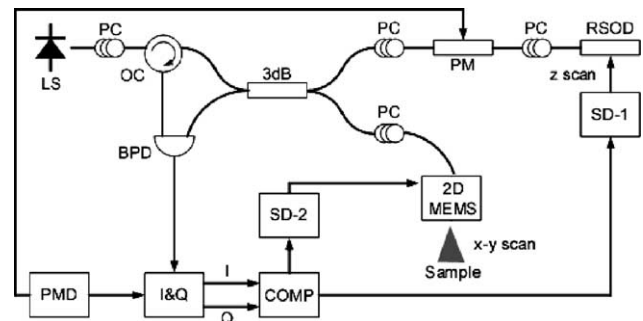 PC
PC
PC
RSOD
OC
3dB
PM
LS
z scan
PC
SD-1
BPD
2D
MEMS
SD-2
x-y scan
Sample
I
PMD
I&Q
COMP
Q